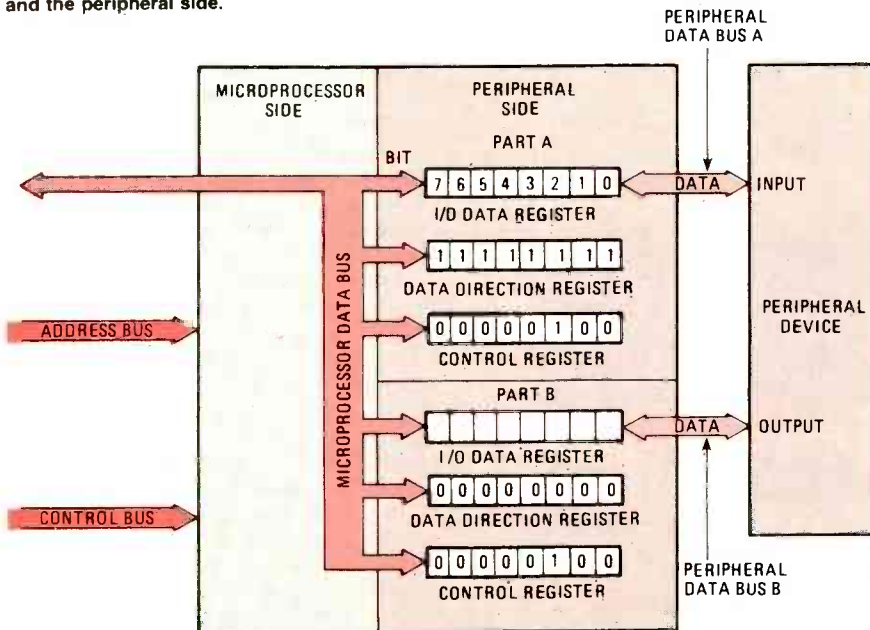 and the peripheral side.
PERIPHERAL
DATA BUS A
MICROPROCESSOR
SIDE
PERIPHERAL
SIDE
PART A
BIT
7 6 5 4 3 2 1 0
DATA
INPUT
I/O DATA REGISTER
1 1 1 1 1 1 1 1
DATA DIRECTION REGISTER
MICROPROCESSOR DATA BUS
ADDRESS BUS
0 0 0 0 0 1 0 0
CONTROL REGISTER
PERIPHERAL
DEVICE
PART B
DATA
OUTPUT
I/O DATA REGISTER
0 0 0 0 0 0 0 0
DATA DIRECTION REGISTER
CONTROL BUS
0 0 0 0 0 1 0 0
CONTROL REGISTER
PERIPHERAL
DATA BUS B